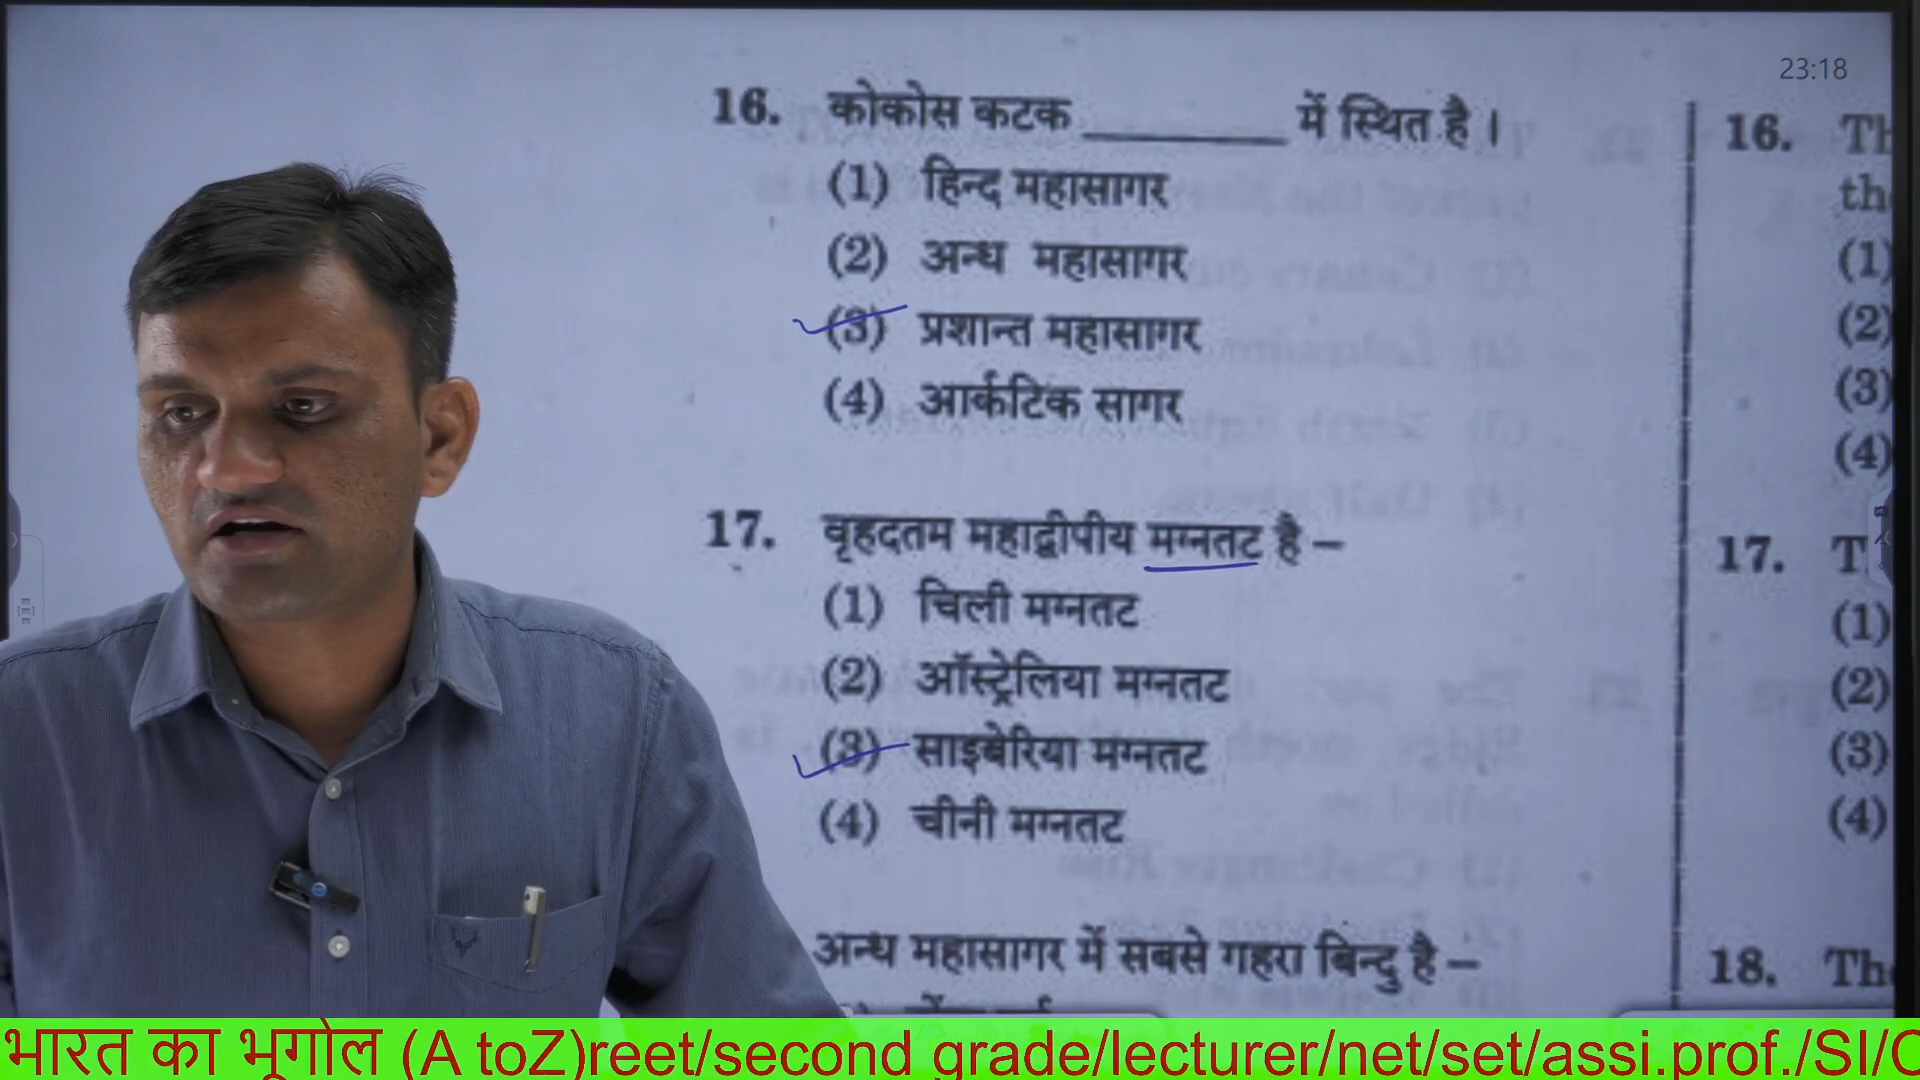 23:18
16. कोकोस कटक ________ में स्थित है ।
(1) हिन्द महासागर
(2) अन्ध महासागर
(3) प्रशान्त महासागर
(4) आर्कटिक सागर
17. वृहदतम महाद्वीपीय मग्नतट है –
(1) चिली मग्नतट
(2) ऑस्ट्रेलिया मग्नतट
(3) साइबेरिया मग्नतट
(4) चीनी मग्नतट
अन्ध महासागर में सबसे गहरा बिन्दु है –
16. Th
th
(1)
(2)
(3)
(4)
17. T
(1)
(2)
(3)
(4)
18. Th
भारत का भूगोल (A toZ)reet/second grade/lecturer/net/set/assi.prof./SI/C